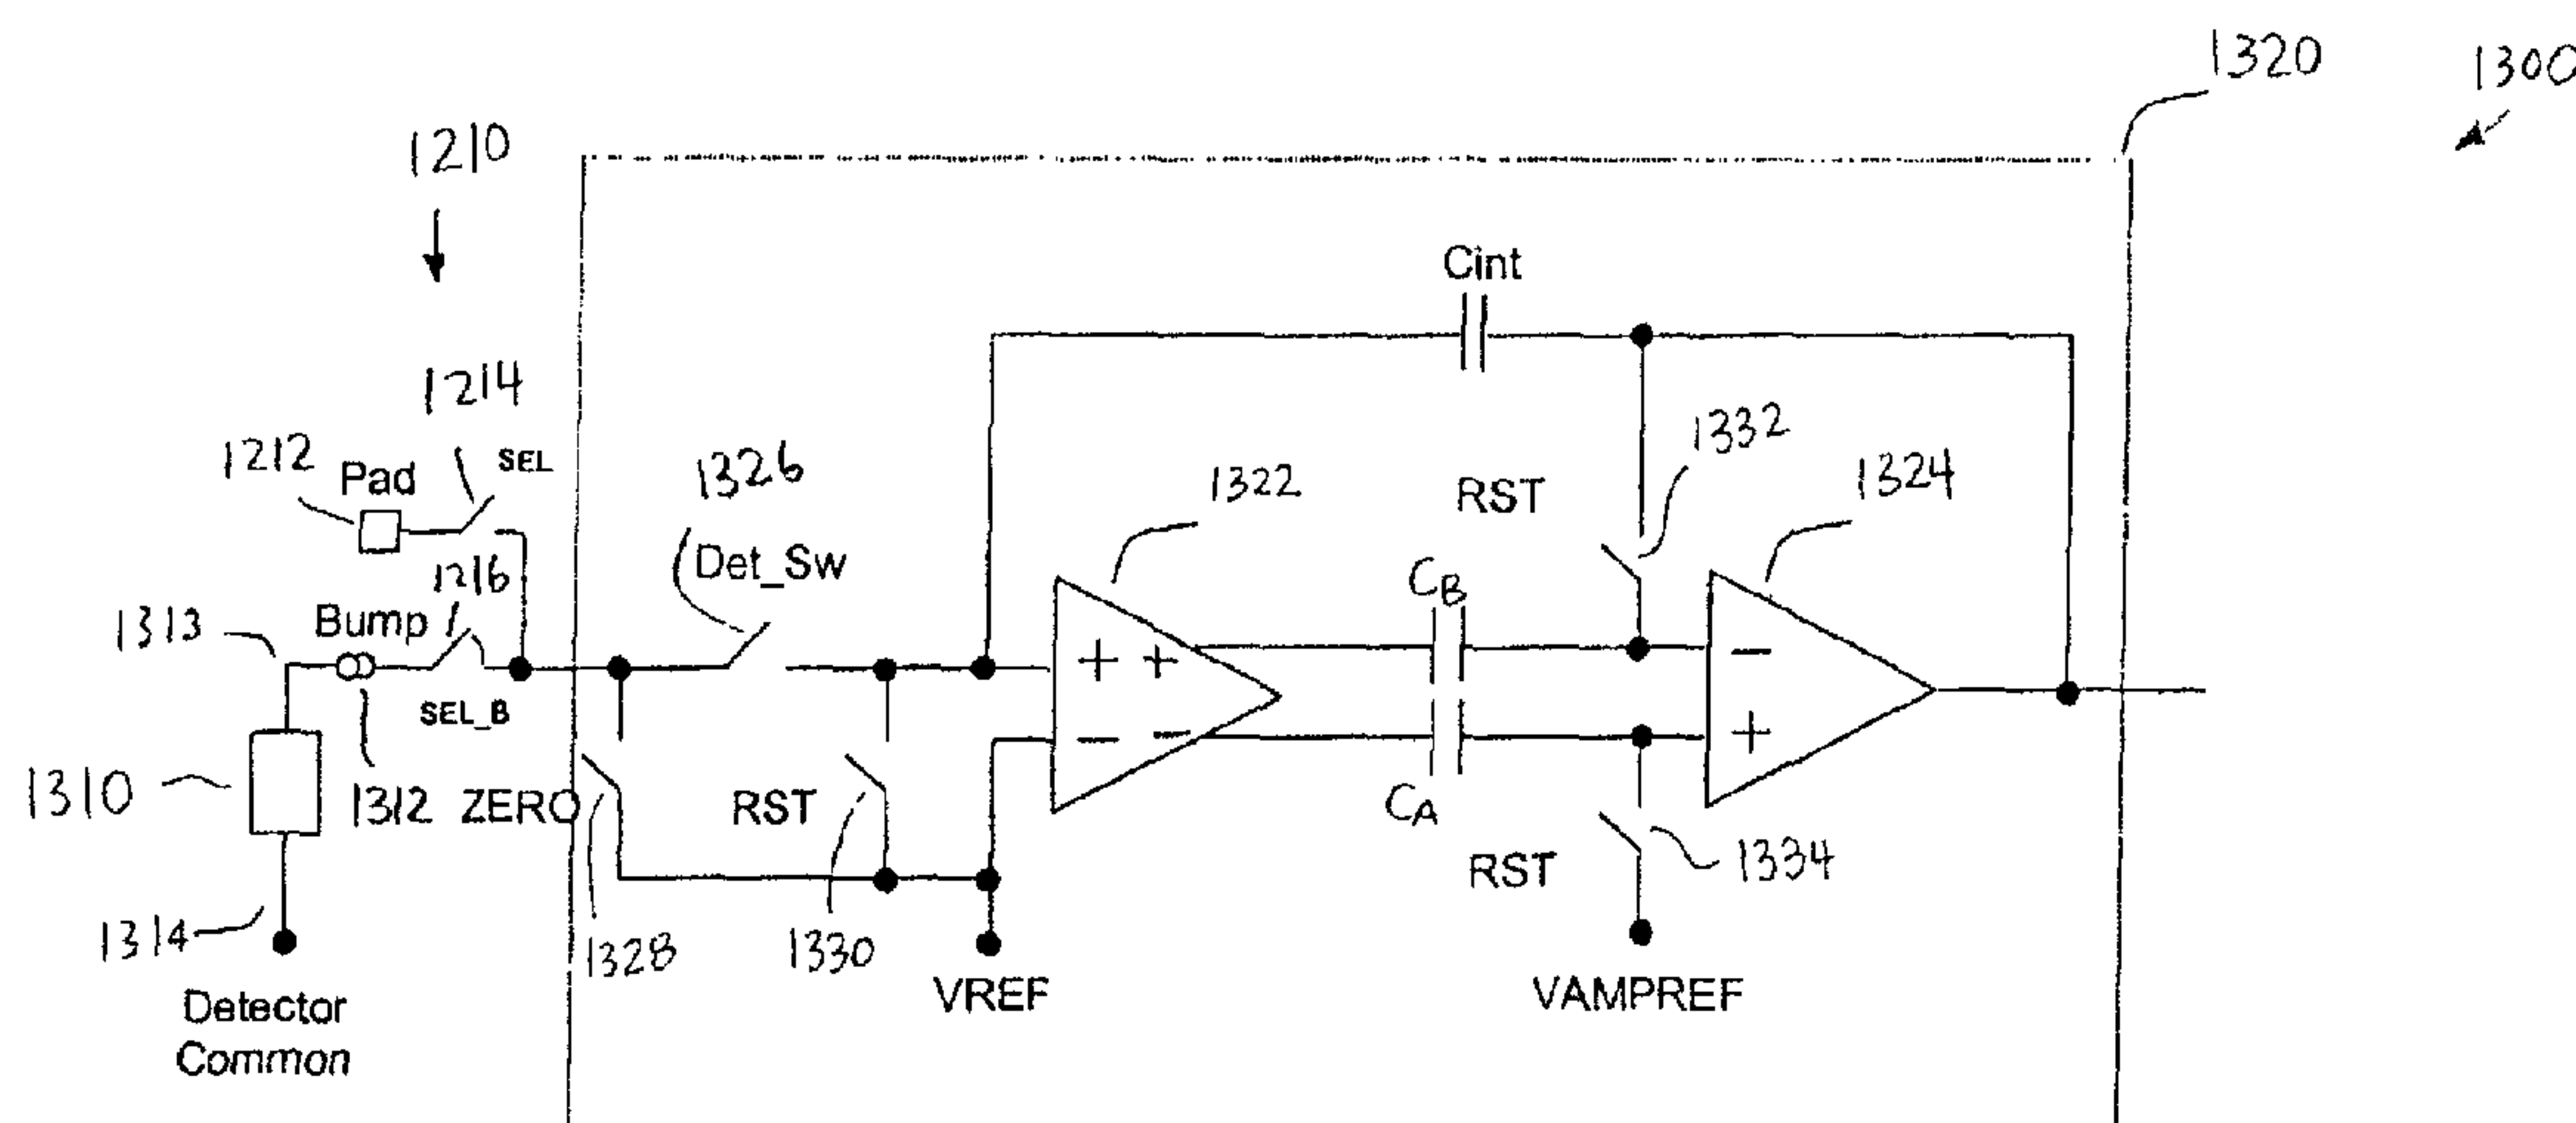 1320
1300
1210
Cint
1214
1212
Pad
SEL
1326
1332
1322
RST
1324
Det_Sw
1216
CB
1313
Bump
+ +
−
SEL_B
− −
+
1310
1312
ZERO
RST
CA
RST
1334
1314
1328
1330
VREF
VAMPREF
Detector
Common